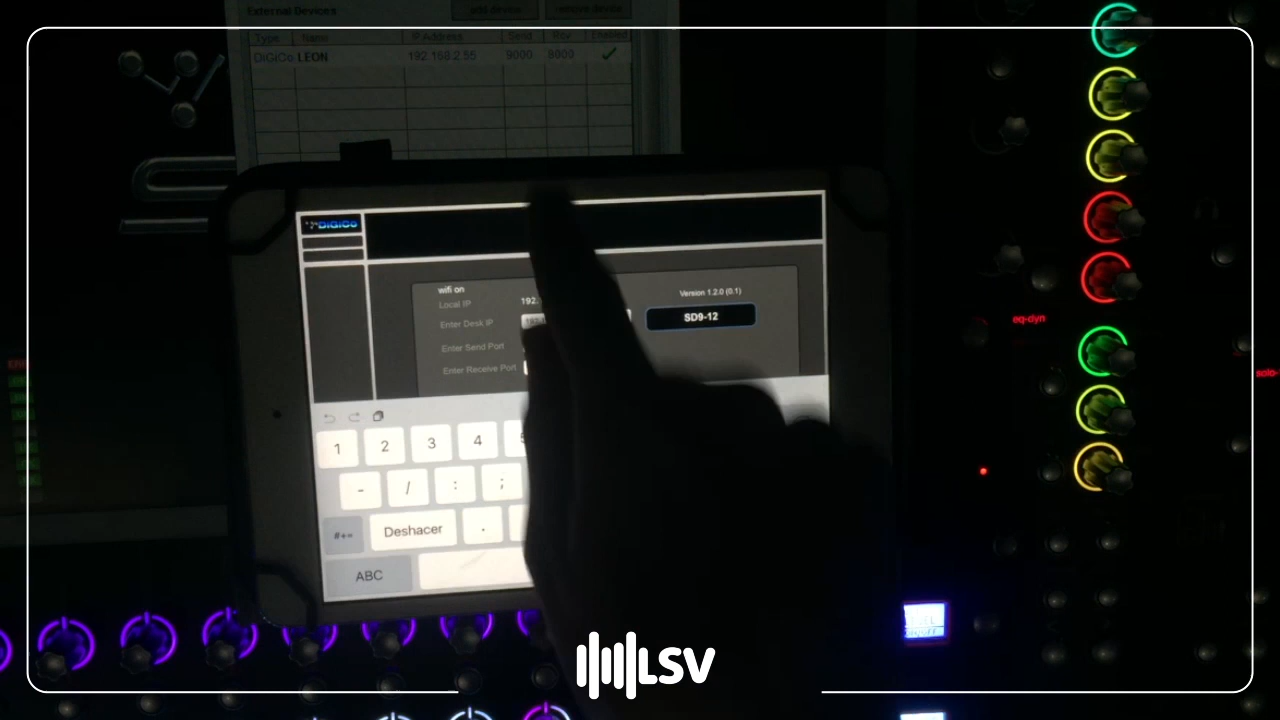 External Devices add device remove device
Type Name IP Address Send Rcv Enabled
DiGiCo LEON 192.168.2.55 9000 8000
DiGiCo
wifi on
Version 1.2.0 (0.1)
Local IP 192.
Enter Desk IP
SD9-12
Enter Send Port
Enter Receive Port
eq-dyn
solo-
1 2 3 4
- / : ;
#+= Deshacer .
ABC
LSV